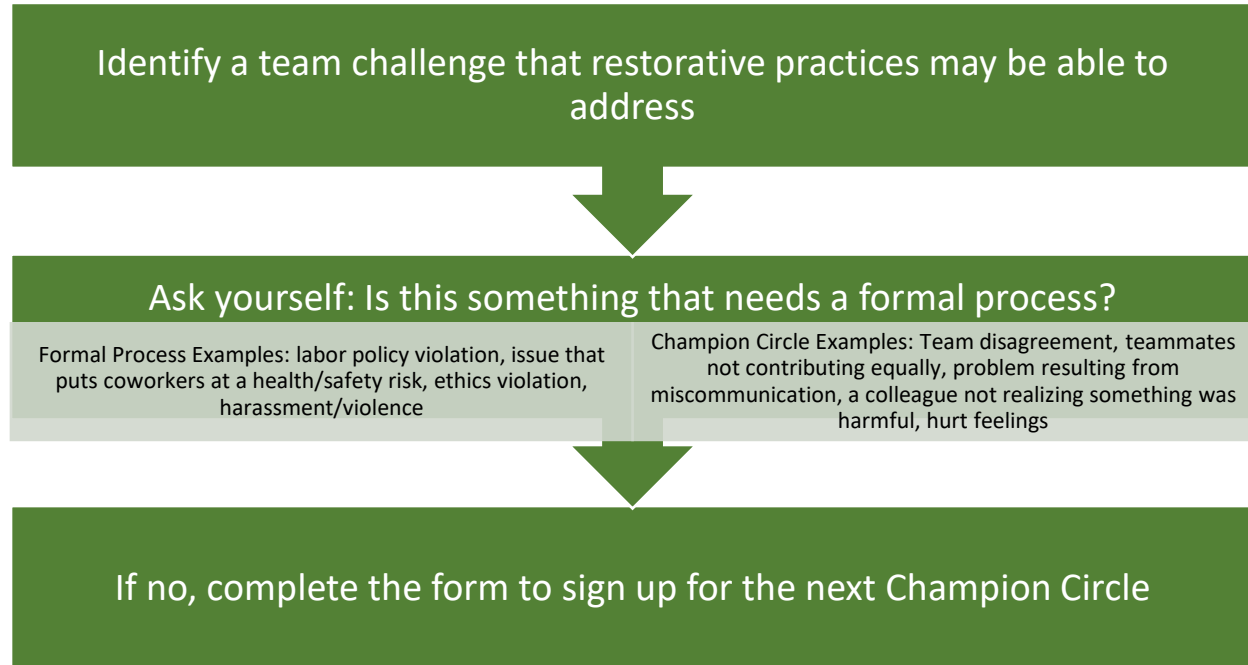 Identify a team challenge that restorative practices may be able to
address
Ask yourself: Is this something that needs a formal process?
Formal Process Examples: labor policy violation, issue that
puts coworkers at a health/safety risk, ethics violation,
harassment/violence
Champion Circle Examples: Team disagreement, teammates
not contributing equally, problem resulting from
miscommunication, a colleague not realizing something was
harmful, hurt feelings
If no, complete the form to sign up for the next Champion Circle